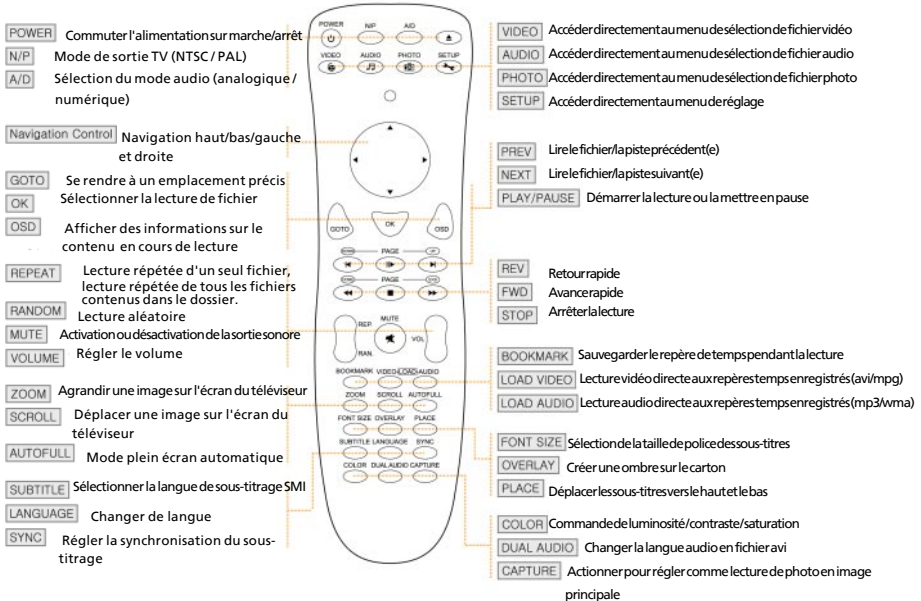 POWER Commuter l'alimentation sur marche/arrêt
N/P Mode de sortie TV (NTSC / PAL)
A/D Sélection du mode audio (analogique /
numérique)
Navigation Control Navigation haut/bas/gauche
et droite
GOTO Se rendre à un emplacement précis
OK Sélectionner la lecture de fichier
OSD Afficher des informations sur le
contenu en cours de lecture
REPEAT Lecture répétée d'un seul fichier,
lecture répétée de tous les fichiers
contenus dans le dossier.
RANDOM Lecture aléatoire
MUTE Activation ou désactivation de la sortie sonore
VOLUME Régler le volume
ZOOM Agrandir une image sur l'écran du téléviseur
SCROLL Déplacer une image sur l'écran du
téléviseur
AUTOFULL Mode plein écran automatique
SUBTITLE Sélectionner la langue de sous-titrage SMI
LANGUAGE Changer de langue
SYNC Régler la synchronisation du sous-
titrage
POWER N/P A/D
VIDEO AUDIO PHOTO SETUP
GOTO OK OSD
PAGE
PAGE
REP. MUTE VOL
RAN.
BOOKMARK VIDEO-(LOAD)-AUDIO
ZOOM SCROLL AUTOFULL
FONT SIZE OVERLAY PLACE
SUBTITLE LANGUAGE SYNC
COLOR DUAL AUDIO CAPTURE
VIDEO Accéder directement au menu de sélection de fichier vidéo
AUDIO Accéder directement au menu de sélection de fichier audio
PHOTO Accéder directement au menu de sélection de fichier photo
SETUP Accéder directement au menu de réglage
PREV Lire le fichier/la piste précédent(e)
NEXT Lire le fichier/la piste suivant(e)
PLAY/PAUSE Démarrer la lecture ou la mettre en pause
REV Retour rapide
FWD Avance rapide
STOP Arrêter la lecture
BOOKMARK Sauvegarder le repère de temps pendant la lecture
LOAD VIDEO Lecture vidéo directe aux repères temps enregistrés (avi/mpg)
LOAD AUDIO Lecture audio directe aux repères temps enregistrés (mp3/wma)
FONT SIZE Sélection de la taille de police des sous-titres
OVERLAY Créer une ombre sur le carton
PLACE Déplacer les sous-titres vers le haut et le bas
COLOR Commande de luminosité/contraste/saturation
DUAL AUDIO Changer la langue audio en fichier avi
CAPTURE Actionner pour régler comme lecture de photo en image
principale